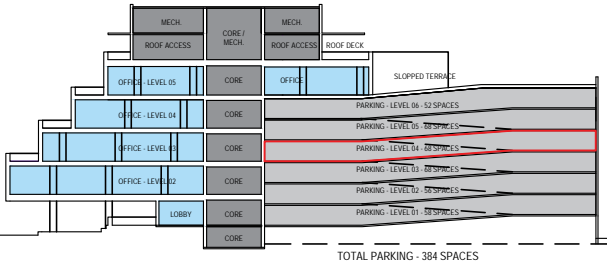 MECH.
CORE / MECH.
MECH.
ROOF ACCESS
ROOF ACCESS
ROOF DECK
SLOPPED TERRACE
OFFICE - LEVEL 05
CORE
OFFICE
OFFICE - LEVEL 04
CORE
PARKING - LEVEL 06 - 52 SPACES
PARKING - LEVEL 05 - 68 SPACES
OFFICE - LEVEL 03
CORE
PARKING - LEVEL 04 - 68 SPACES
PARKING - LEVEL 03 - 68 SPACES
OFFICE - LEVEL 02
CORE
PARKING - LEVEL 02 - 56 SPACES
LOBBY
CORE
PARKING - LEVEL 01 - 58 SPACES
CORE
TOTAL PARKING - 384 SPACES